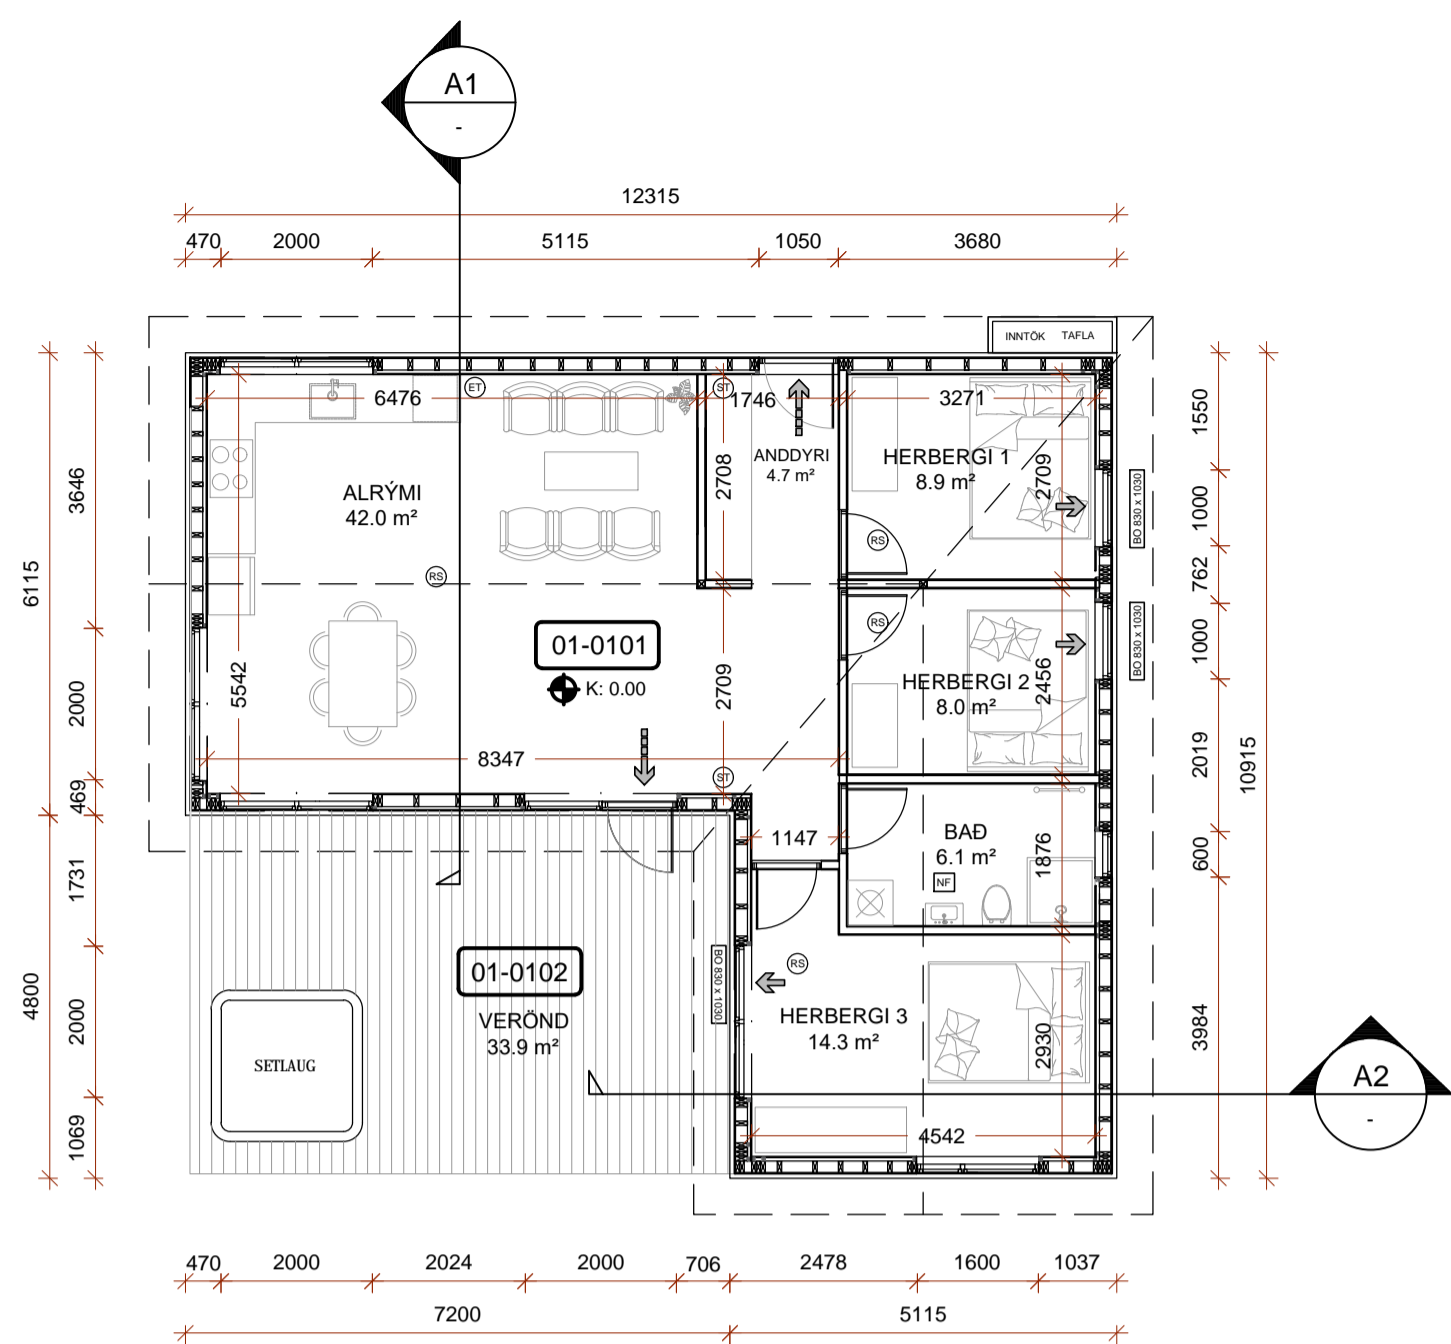 A1
-
12315
470 2000 5115 1050 3680
INNTÖK TAFLA
6476
ET
ST
1746
3271
ANDDYRI
4.7 m²
HERBERGI 1
8.9 m²
2708
2709
ALRÝMI
42.0 m²
RS
RS
BO 830 x 1030
3646
6115
1550
1000
762
1000
2019
10915
01-0101
K: 0.00
RS
HERBERGI 2
8.0 m²
2456
BO 830 x 1030
5542
2709
2000
8347
ST
469
1147
BAÐ
6.1 m²
NF
1876
600
1731
4800
01-0102
VERÖND
33.9 m²
BO 830 x 1030
RS
HERBERGI 3
14.3 m²
2930
2000
3984
SETLAUG
A2
-
1069
4542
470 2000 2024 2000 706 2478 1600 1037
7200 5115